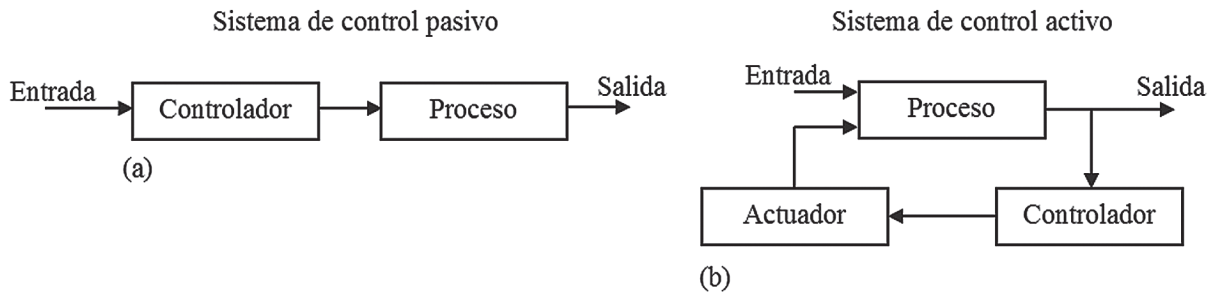 Sistema de control pasivo
Entrada
Controlador
Proceso
Salida
(a)
Sistema de control activo
Entrada
Proceso
Salida
Actuador
Controlador
(b)